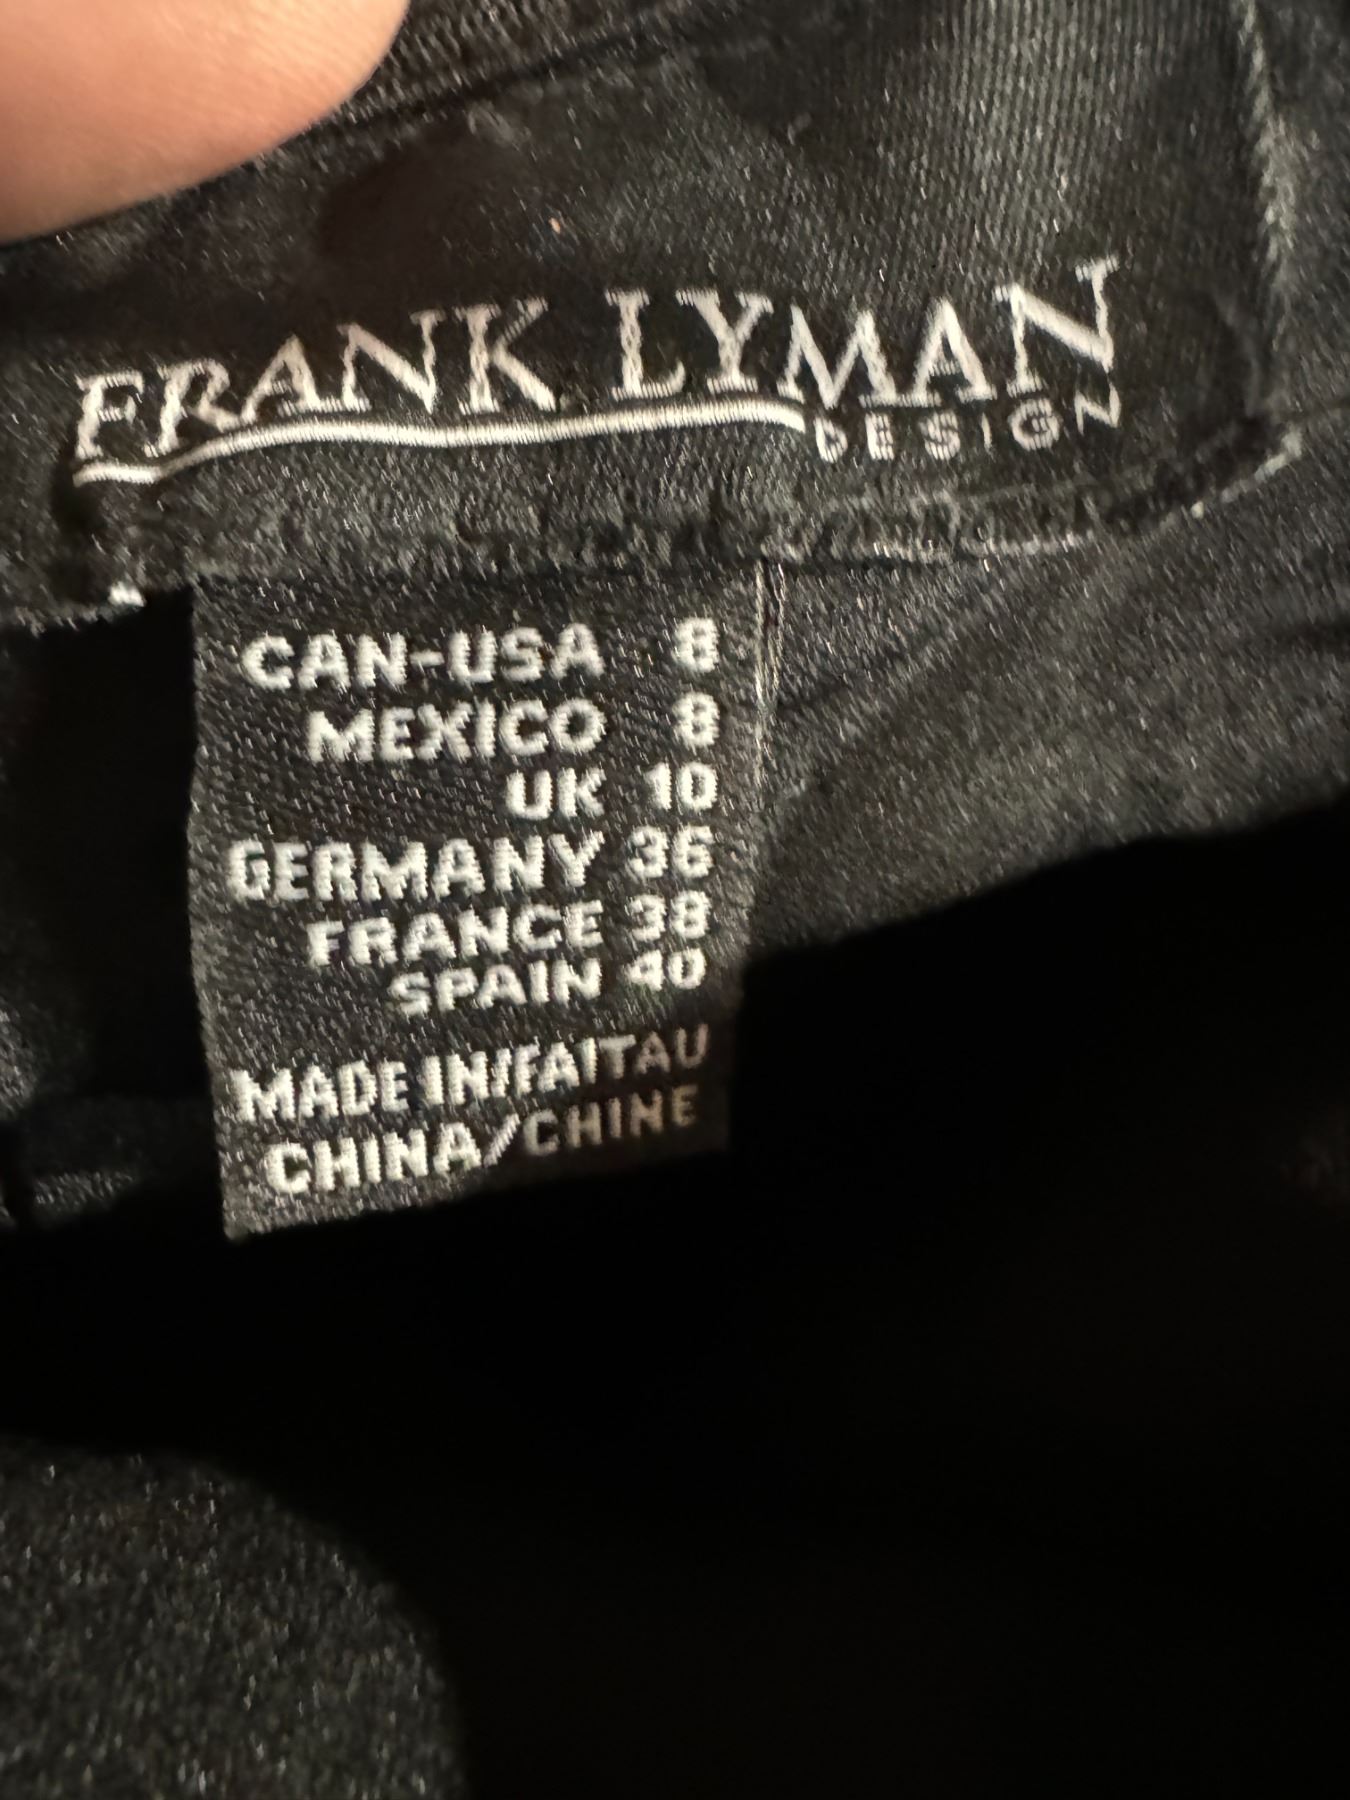 FRANK LYMAN
DESIGN
CAN-USA 8
MEXICO 8
UK 10
GERMANY 36
FRANCE 38
SPAIN 40
MADE IN/FAIT AU
CHINA/CHINE